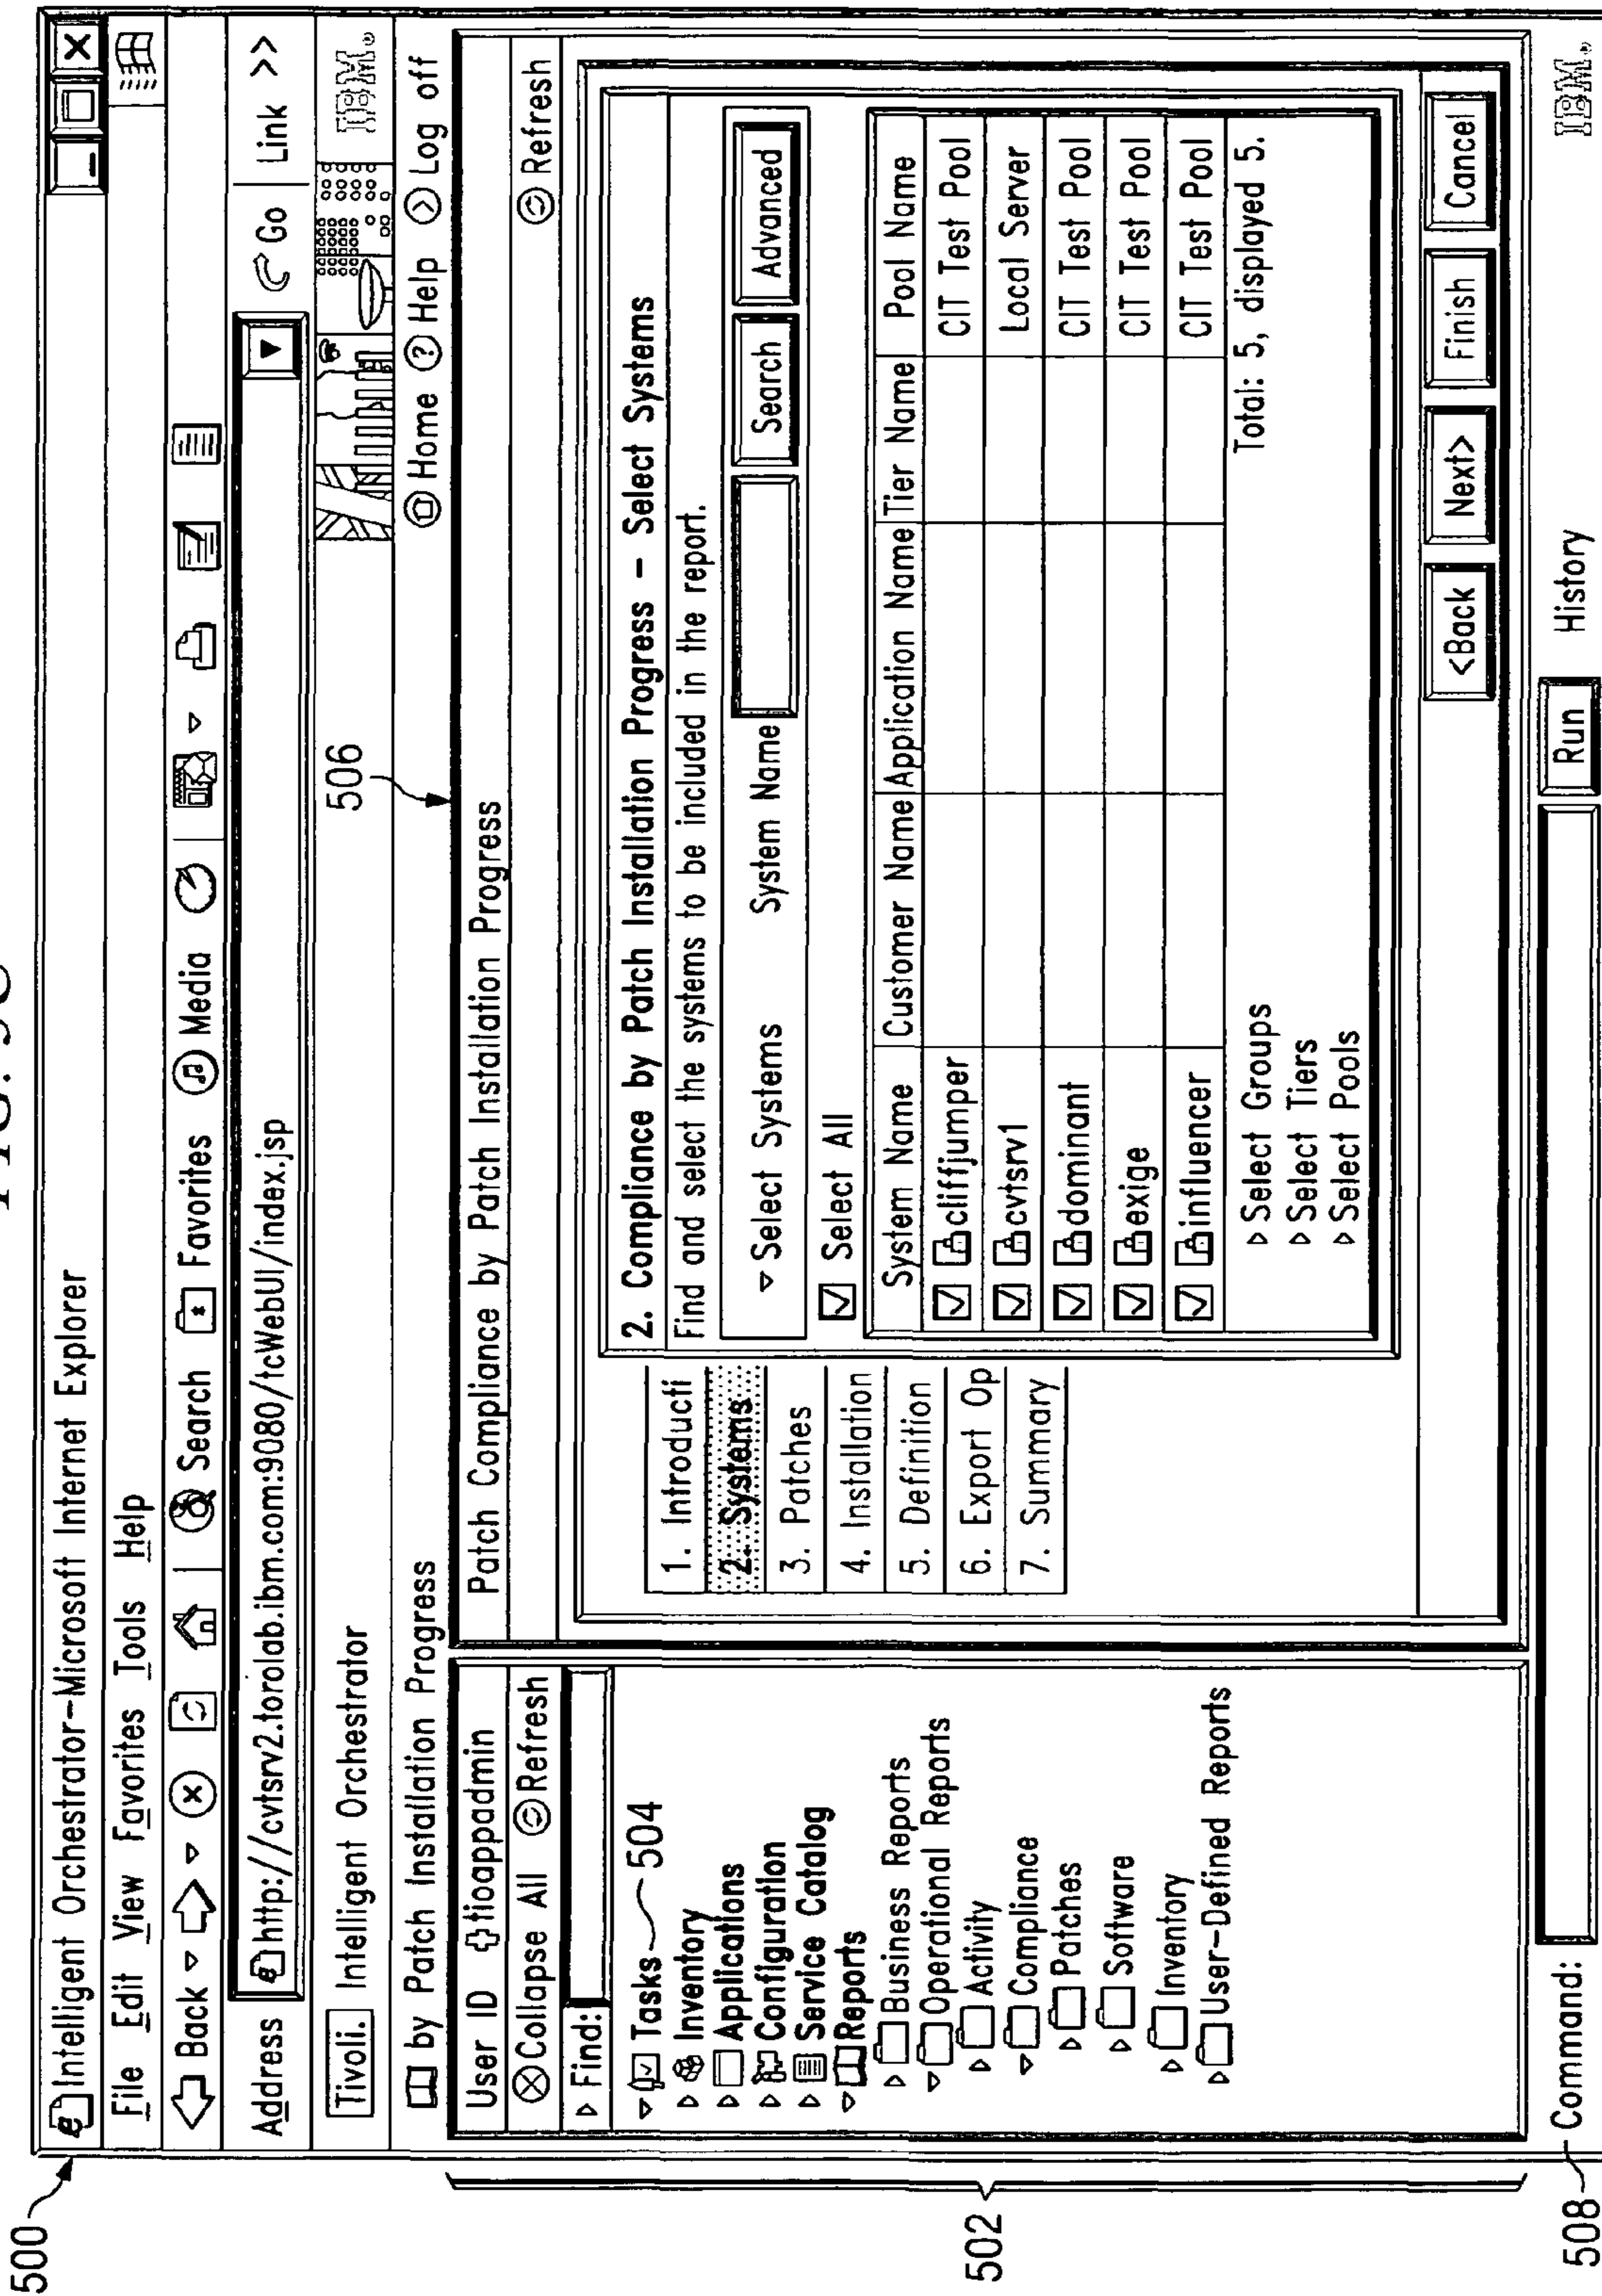 500
Intelligent Orchestrator-Microsoft Internet Explorer
File Edit View Favorites Tools Help
Back Search Favorites Media
Address http://cvtsrv2.torolab.ibm.com:9080/tcWebUI/index.jsp Go Link >>
Tivoli. Intelligent Orchestrator IBM®
506
by Patch Installation Progress Home Help Log off
502
User ID tioappadmin
Collapse All Refresh
Find:
Tasks 504
Inventory
Applications
Configuration
Service Catalog
Reports
Business Reports
Operational Reports
Activity
Compliance
Patches
Software
Inventory
User-Defined Reports
Patch Compliance by Patch Installation Progress
Refresh
1. Introducti
2. Systems
3. Patches
4. Installation
5. Definition
6. Export Op
7. Summary
2. Compliance by Patch Installation Progress - Select Systems
Find and select the systems to be included in the report.
Select Systems System Name Search Advanced
Select All
System Name Customer Name Application Name Tier Name Pool Name
cliffjumper CIT Test Pool
cvtsrv1 Local Server
dominant CIT Test Pool
exige CIT Test Pool
influencer CIT Test Pool
Total: 5, displayed 5.
Select Groups
Select Tiers
Select Pools
<Back Next> Finish Cancel
508 Command: Run History IBM®